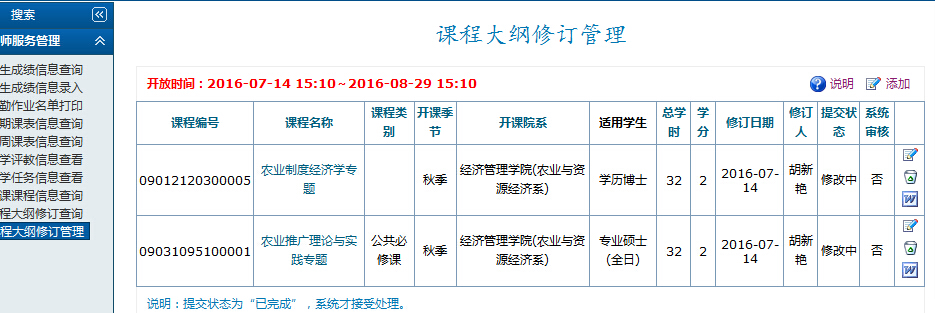 搜索
师服务管理
生成绩信息查询
生成绩信息录入
勤作业名单打印
期课表信息查询
周课表信息查询
学评教信息查看
学任务信息查看
课课程信息查询
程大纲修订查询
程大纲修订管理
课程大纲修订管理
开放时间：2016-07-14 15:10～2016-08-29 15:10
说明 添加
课程编号 课程名称 课程类别 开课季节 开课院系 适用学生 总学时 学分 修订日期 修订人 提交状态 系统审核
09012120300005 农业制度经济学专题 秋季 经济管理学院(农业与资源经济系) 学历博士 32 2 2016-07-14 胡新艳 修改中 否
09031095100001 农业推广理论与实践专题 公共必修课 秋季 经济管理学院(农业与资源经济系) 专业硕士(全日) 32 2 2016-07-14 胡新艳 修改中 否
说明：提交状态为“已完成”，系统才接受处理。